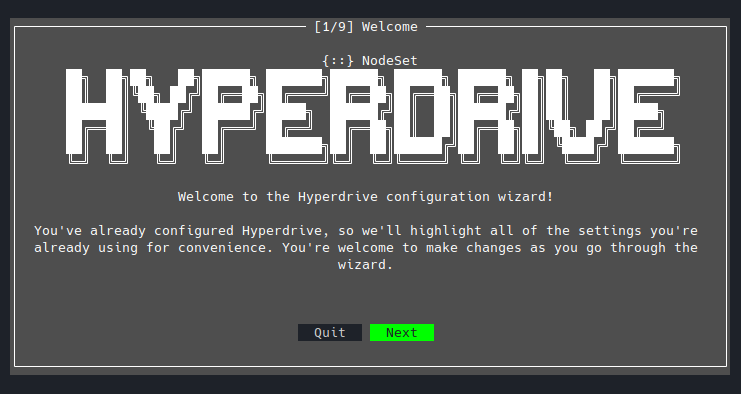 [1/9] Welcome
{::} NodeSet
HYPERDRIVE
Welcome to the Hyperdrive configuration wizard!
You've already configured Hyperdrive, so we'll highlight all of the settings you're
already using for convenience. You're welcome to make changes as you go through the
wizard.
Quit Next